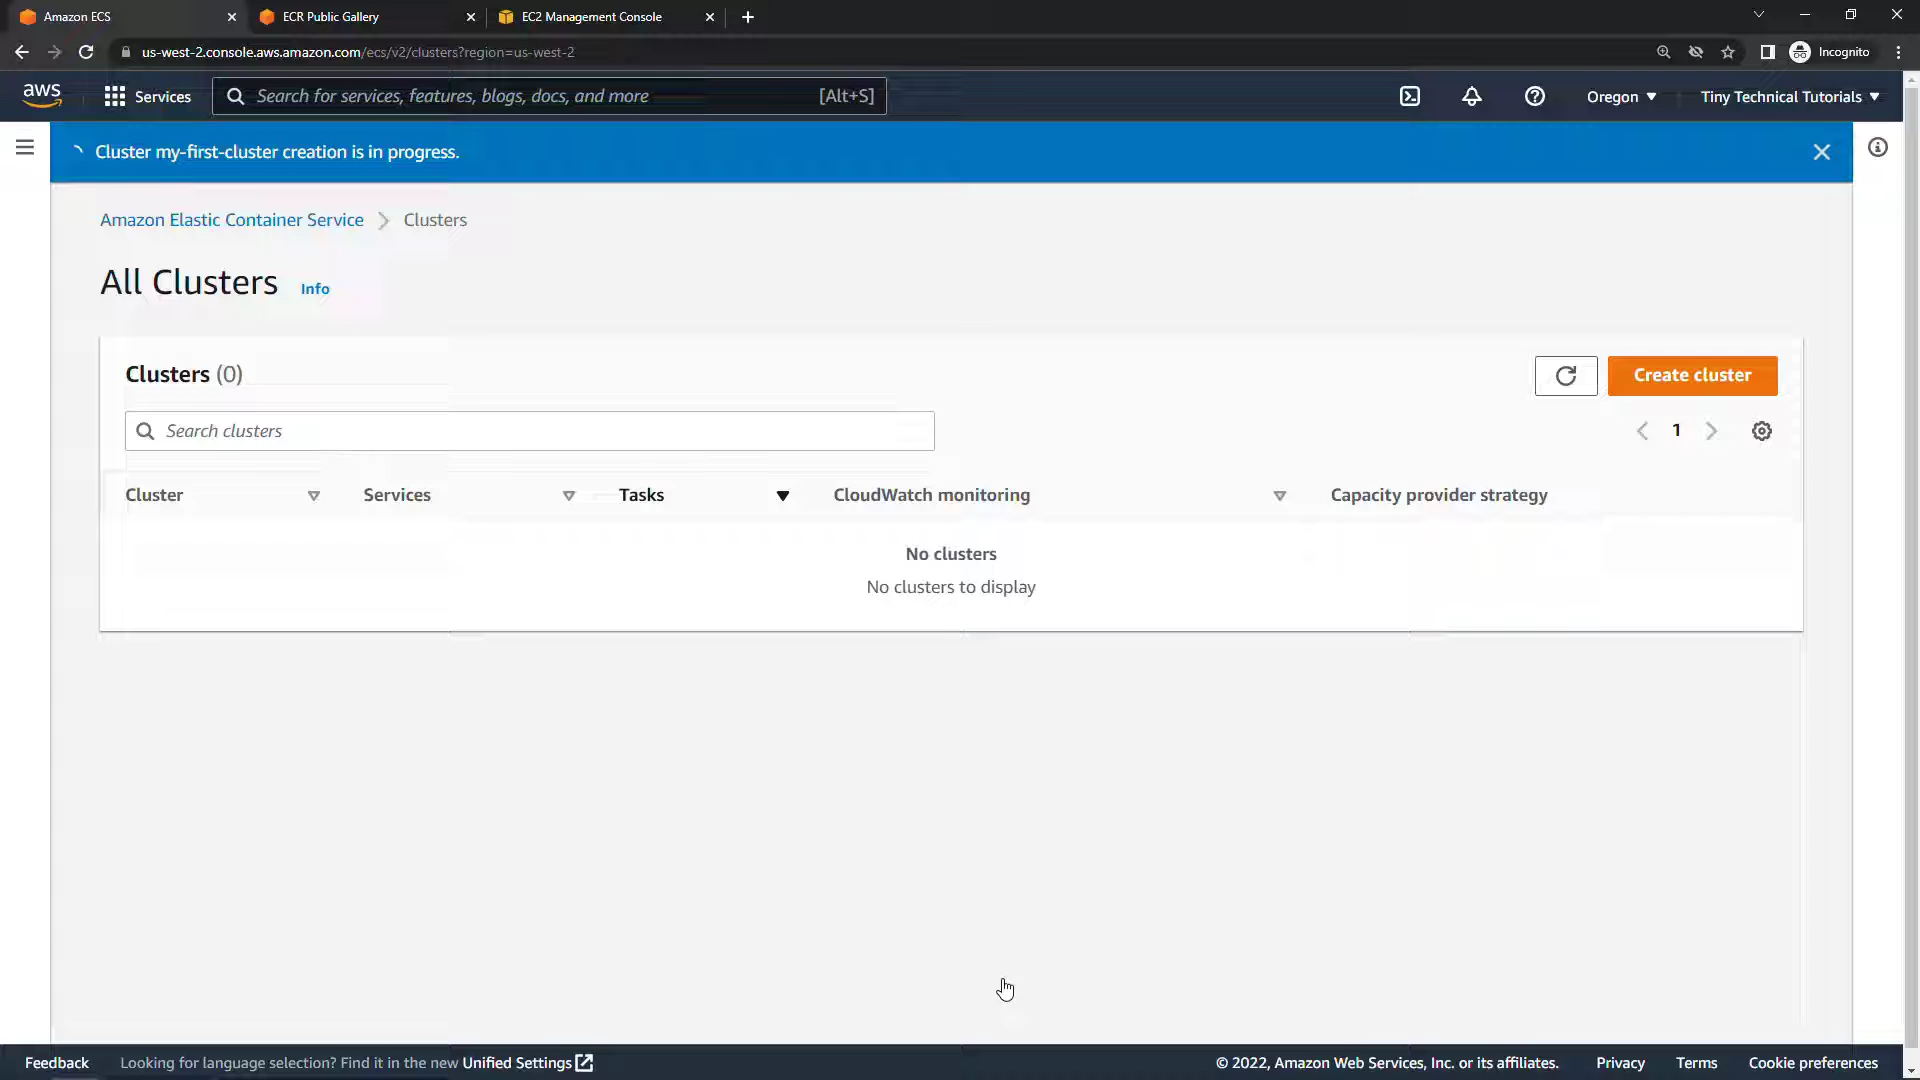 Amazon ECS
ECR Public Gallery
EC2 Management Console
us-west-2.console.aws.amazon.com/ecs/v2/clusters?region=us-west-2
Incognito
aws
Services
Search for services, features, blogs, docs, and more
[Alt+S]
Oregon
Tiny Technical Tutorials
Cluster my-first-cluster creation is in progress.
Amazon Elastic Container Service
Clusters
All Clusters
Info
Clusters (0)
Create cluster
Search clusters
1
Cluster
Services
Tasks
CloudWatch monitoring
Capacity provider strategy
No clusters
No clusters to display
Feedback
Looking for language selection? Find it in the new Unified Settings
© 2022, Amazon Web Services, Inc. or its affiliates.
Privacy
Terms
Cookie preferences